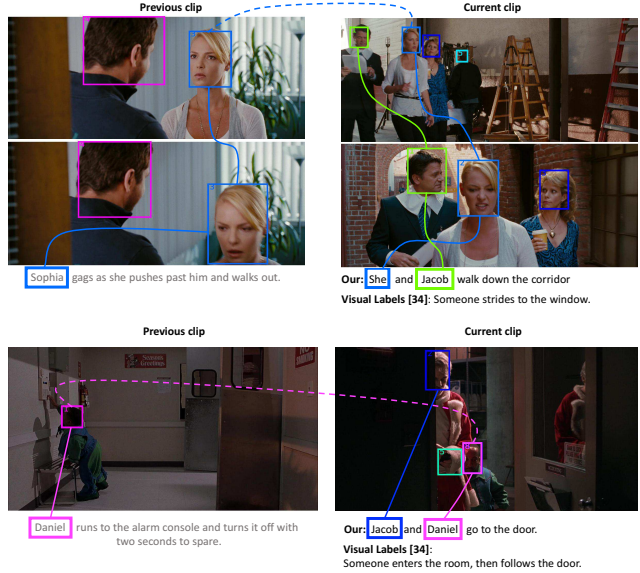 Previous clip
Current clip
Sophia gags as she pushes past him and walks out.
Our: She and Jacob walk down the corridor
Visual Labels [34]: Someone strides to the window.
Previous clip
Current clip
Season's
Greetings
NO
Daniel runs to the alarm console and turns it off with
two seconds to spare.
Our: Jacob and Daniel go to the door.
Visual Labels [34]:
Someone enters the room, then follows the door.